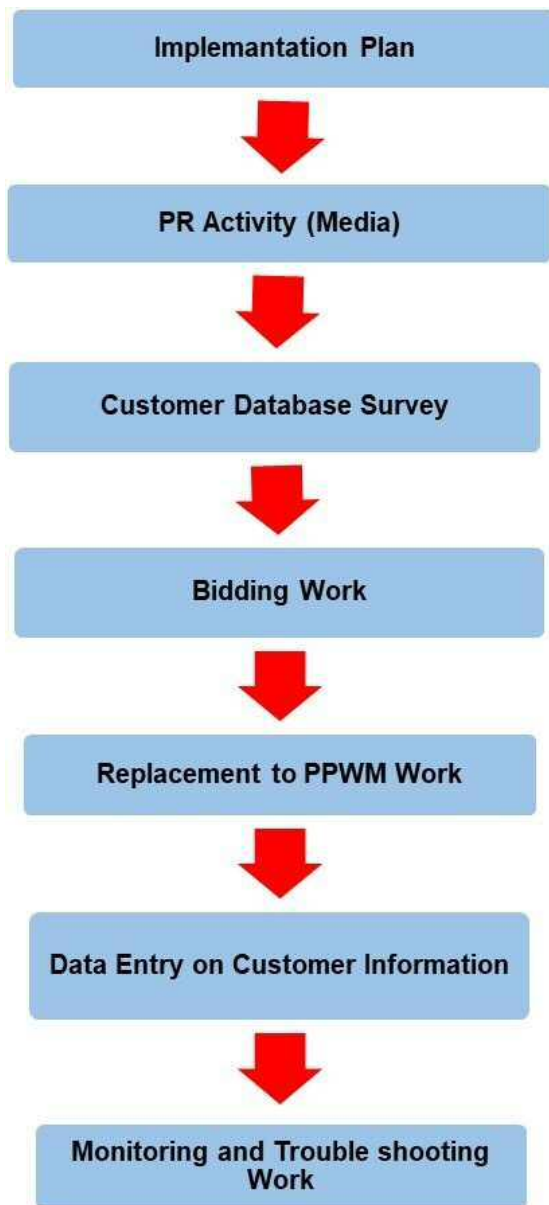 Implemantation Plan
PR Activity (Media)
Customer Database Survey
Bidding Work
Replacement to PPWM Work
Data Entry on Customer Information
Monitoring and Trouble shooting
Work